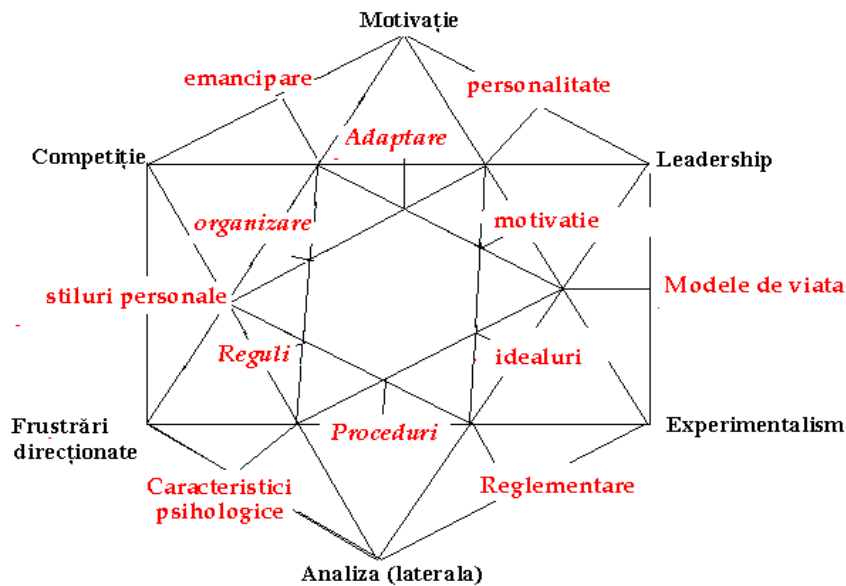 Motivație
emancipare
personalitate
Adaptare
Competiție
Leadership
organizare
motivatie
stiluri personale
Modele de viata
Reguli
idealuri
Frustrări
direcționate
Proceduri
Experimentalism
Caracteristici
psihologice
Reglementare
Analiza (laterala)